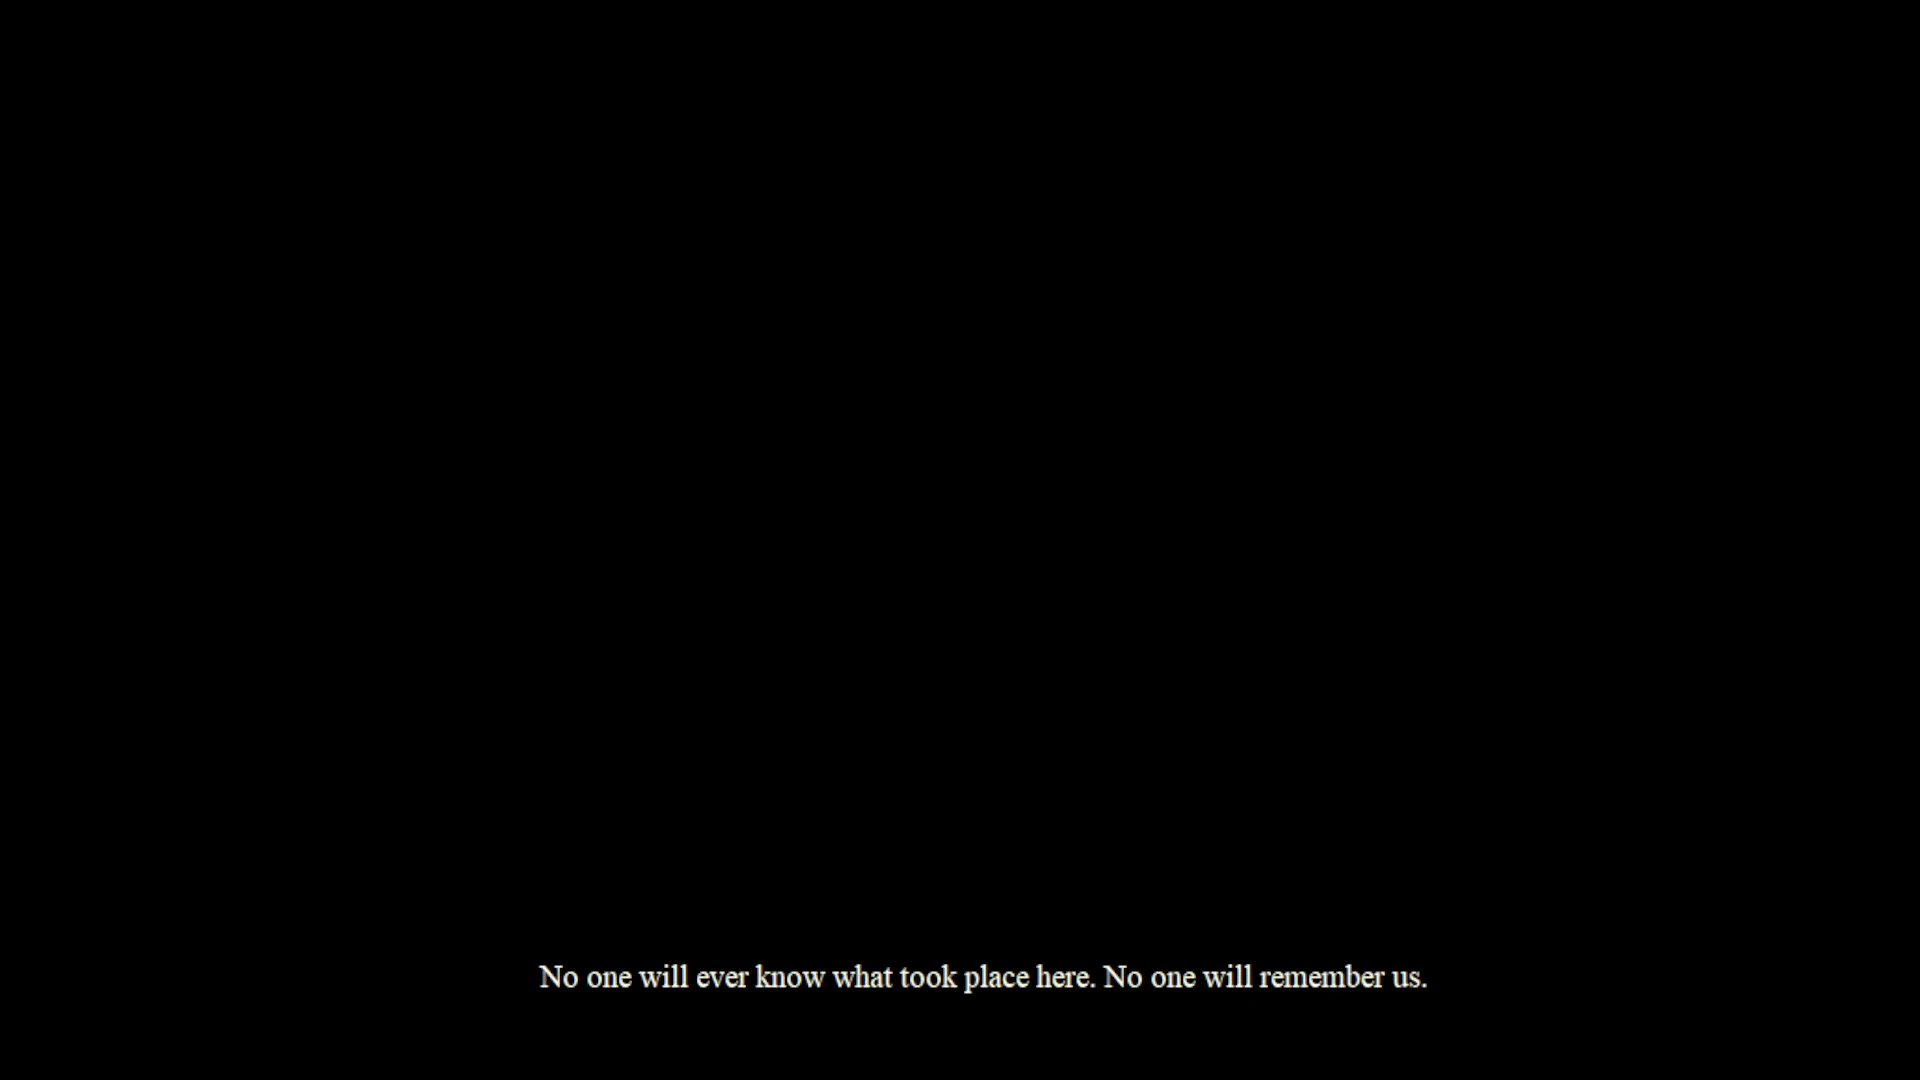 No one will ever know what took place here. No one will remember us.